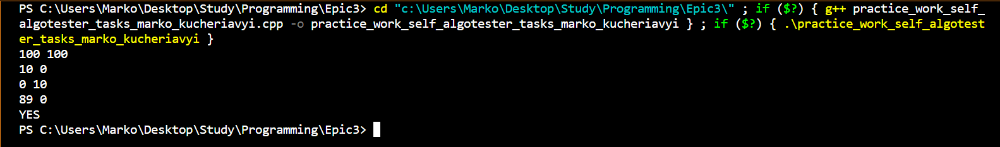 PS C:\Users\Marko\Desktop\Study\Programming\Epic3> cd "c:\Users\Marko\Desktop\Study\Programming\Epic3\" ; if ($?) { g++ practice_work_self_
algotester_tasks_marko_kucheriavyi.cpp -o practice_work_self_algotester_tasks_marko_kucheriavyi } ; if ($?) { .\practice_work_self_algotest
er_tasks_marko_kucheriavyi }
100 100
10 0
0 10
89 0
YES
PS C:\Users\Marko\Desktop\Study\Programming\Epic3>